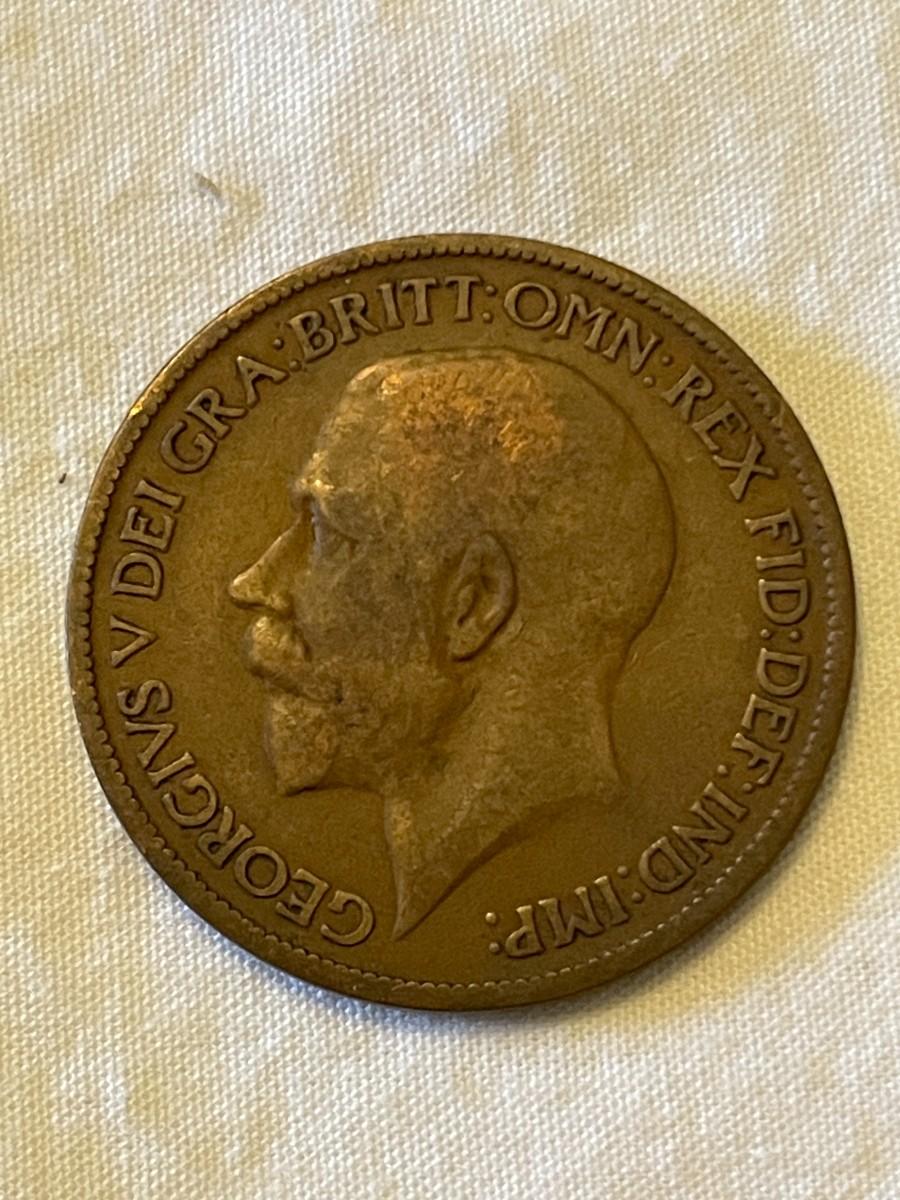 GEORGIVS V DEI GRA:BRITT:OMN:REX FID:DEF:IND:IMP: